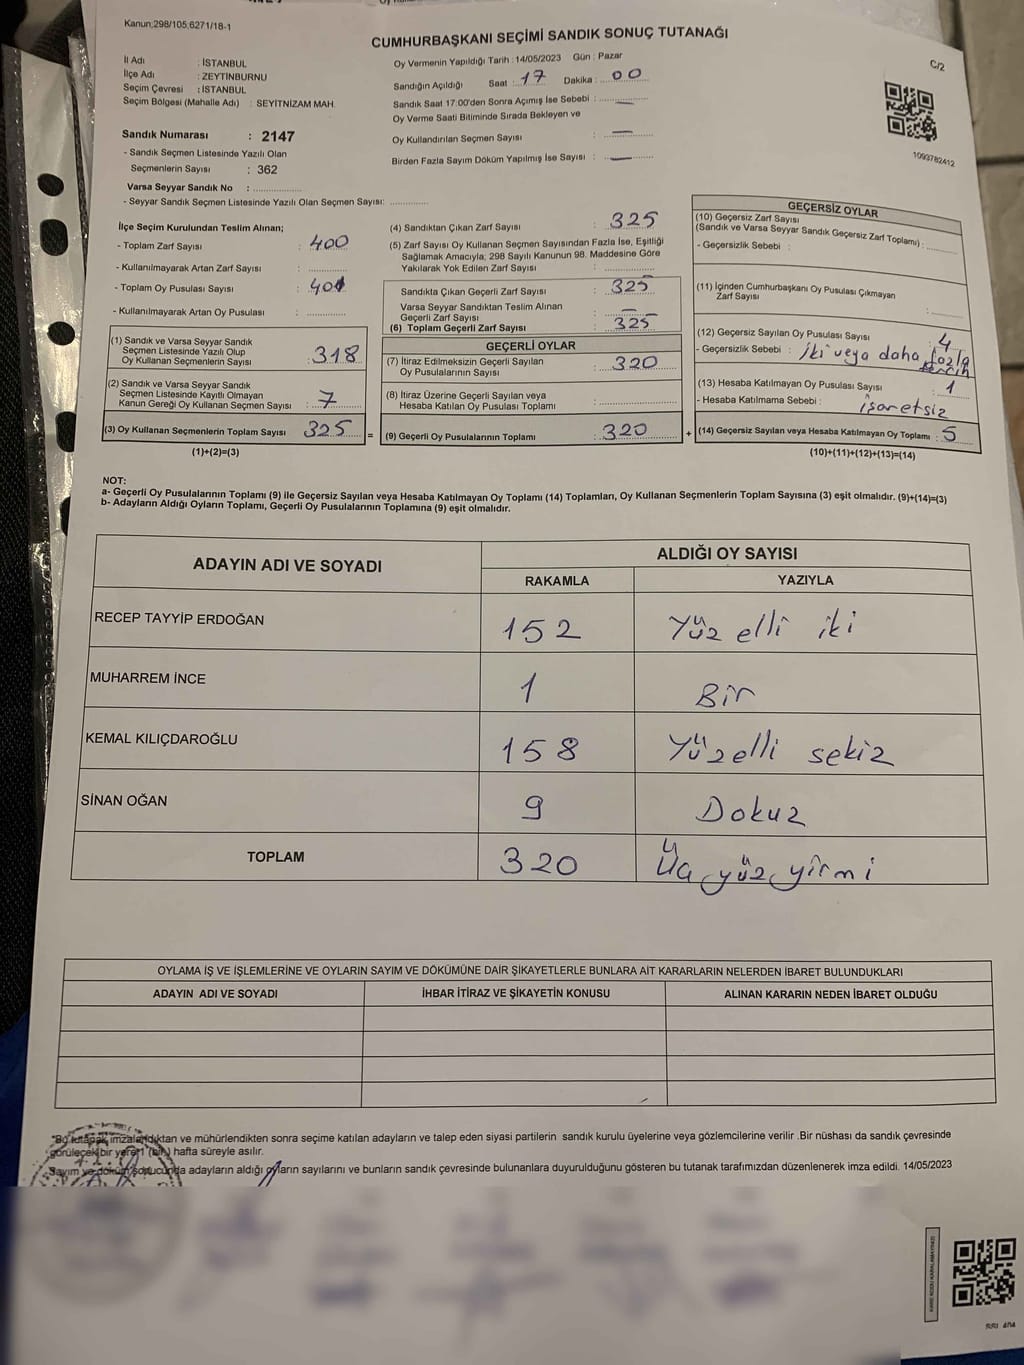 Kanun;298/105,6271/18-1
CUMHURBAŞKANI SEÇİMİ SANDIK SONUÇ TUTANAĞI
C/2
İl Adı : İSTANBUL
İlçe Adı : ZEYTİNBURNU
Seçim Çevresi : İSTANBUL
Seçim Bölgesi (Mahalle Adı) : SEYİTNİZAM MAH.
Sandık Numarası : 2147
- Sandık Seçmen Listesinde Yazılı Olan
Seçmenlerin Sayısı : 362
Varsa Seyyar Sandık No : ..............
- Seyyar Sandık Seçmen Listesinde Yazılı Olan Seçmen Sayısı: ..............
Oy Vermenin Yapıldığı Tarih : 14/05/2023 Gün : Pazar
Sandığın Açıldığı Saat : 17 Dakika : 00
Sandık Saat 17:00'den Sonra Açımış İse Sebebi : —
Oy Verme Saati Bitiminde Sırada Bekleyen ve
Oy Kullandırılan Seçmen Sayısı : —
Birden Fazla Sayım Döküm Yapılmış İse Sayısı : —
1093782412
İlçe Seçim Kurulundan Teslim Alınan;
- Toplam Zarf Sayısı : 400
- Kullanılmayarak Artan Zarf Sayısı : ..............
- Toplam Oy Pusulası Sayısı : 401
- Kullanılmayarak Artan Oy Pusulası : ..............
(1) Sandık ve Varsa Seyyar Sandık
Seçmen Listesinde Yazılı Olup
Oy Kullanan Seçmenlerin Sayısı : 318
(2) Sandık ve Varsa Seyyar Sandık
Seçmen Listesinde Kayıtlı Olmayan
Kanun Gereği Oy Kullanan Seçmen Sayısı : 7
(3) Oy Kullanan Seçmenlerin Toplam Sayısı 325 =
(1)+(2)=(3)
(4) Sandıktan Çıkan Zarf Sayısı : 325
(5) Zarf Sayısı Oy Kullanan Seçmen Sayısından Fazla İse, Eşitliği
Sağlamak Amacıyla; 298 Sayılı Kanunun 98. Maddesine Göre
Yakılarak Yok Edilen Zarf Sayısı : ..............
Sandıkta Çıkan Geçerli Zarf Sayısı : 325
Varsa Seyyar Sandıktan Teslim Alınan
Geçerli Zarf Sayısı : —
(6) Toplam Geçerli Zarf Sayısı : 325
GEÇERLİ OYLAR
(7) İtiraz Edilmeksizin Geçerli Sayılan
Oy Pusulalarının Sayısı : 320
(8) İtiraz Üzerine Geçerli Sayılan veya
Hesaba Katılan Oy Pusulası Toplamı : ..............
(9) Geçerli Oy Pusulalarının Toplamı : 320 +
GEÇERSİZ OYLAR
(10) Geçersiz Zarf Sayısı
(Sandık ve Varsa Seyyar Sandık Geçersiz Zarf Toplamı) :
- Geçersizlik Sebebi :
(11) İçinden Cumhurbaşkanı Oy Pusulası Çıkmayan
Zarf Sayısı :
(12) Geçersiz Sayılan Oy Pusulası Sayısı : 4
- Geçersizlik Sebebi : İki veya daha fazla
tercih
(13) Hesaba Katılmayan Oy Pusulası Sayısı : 1
- Hesaba Katılmama Sebebi : işaretsiz
(14) Geçersiz Sayılan veya Hesaba Katılmayan Oy Toplamı : 5
(10)+(11)+(12)+(13)=(14)
NOT:
a- Geçerli Oy Pusulalarının Toplamı (9) ile Geçersiz Sayılan veya Hesaba Katılmayan Oy Toplamı (14) Toplamları, Oy Kullanan Seçmenlerin Toplam Sayısına (3) eşit olmalıdır. (9)+(14)=(3)
b- Adayların Aldığı Oyların Toplamı, Geçerli Oy Pusulalarının Toplamına (9) eşit olmalıdır.
ADAYIN ADI VE SOYADI ALDIĞI OY SAYISI
RAKAMLA YAZIYLA
RECEP TAYYİP ERDOĞAN 152 Yüz elli iki
MUHARREM İNCE 1 Bir
KEMAL KILIÇDAROĞLU 158 Yüzelli sekiz
SİNAN OĞAN 9 Dokuz
TOPLAM 320 Üç yüz yirmi
OYLAMA İŞ VE İŞLEMLERİNE VE OYLARIN SAYIM VE DÖKÜMÜNE DAİR ŞİKAYETLERLE BUNLARA AİT KARARLARIN NELERDEN İBARET BULUNDUKLARI
ADAYIN ADI VE SOYADI İHBAR İTİRAZ VE ŞİKAYETİN KONUSU ALINAN KARARIN NEDEN İBARET OLDUĞU
"Bu tutanak imzalandıktan ve mühürlendikten sonra seçime katılan adayların ve talep eden siyasi partilerin sandık kurulu üyelerine veya gözlemcilerine verilir .Bir nüshası da sandık çevresinde
görülecek bir yere 1 (bir ) hafta süreyle asılır.
Sayım ve döküm sonucunda adayların aldığı oyların sayılarını ve bunların sandık çevresinde bulunanlara duyurulduğunu gösteren bu tutanak tarafımızdan düzenlenerek imza edildi. 14/05/2023
KARE KODU KARALAMAYINIZ!